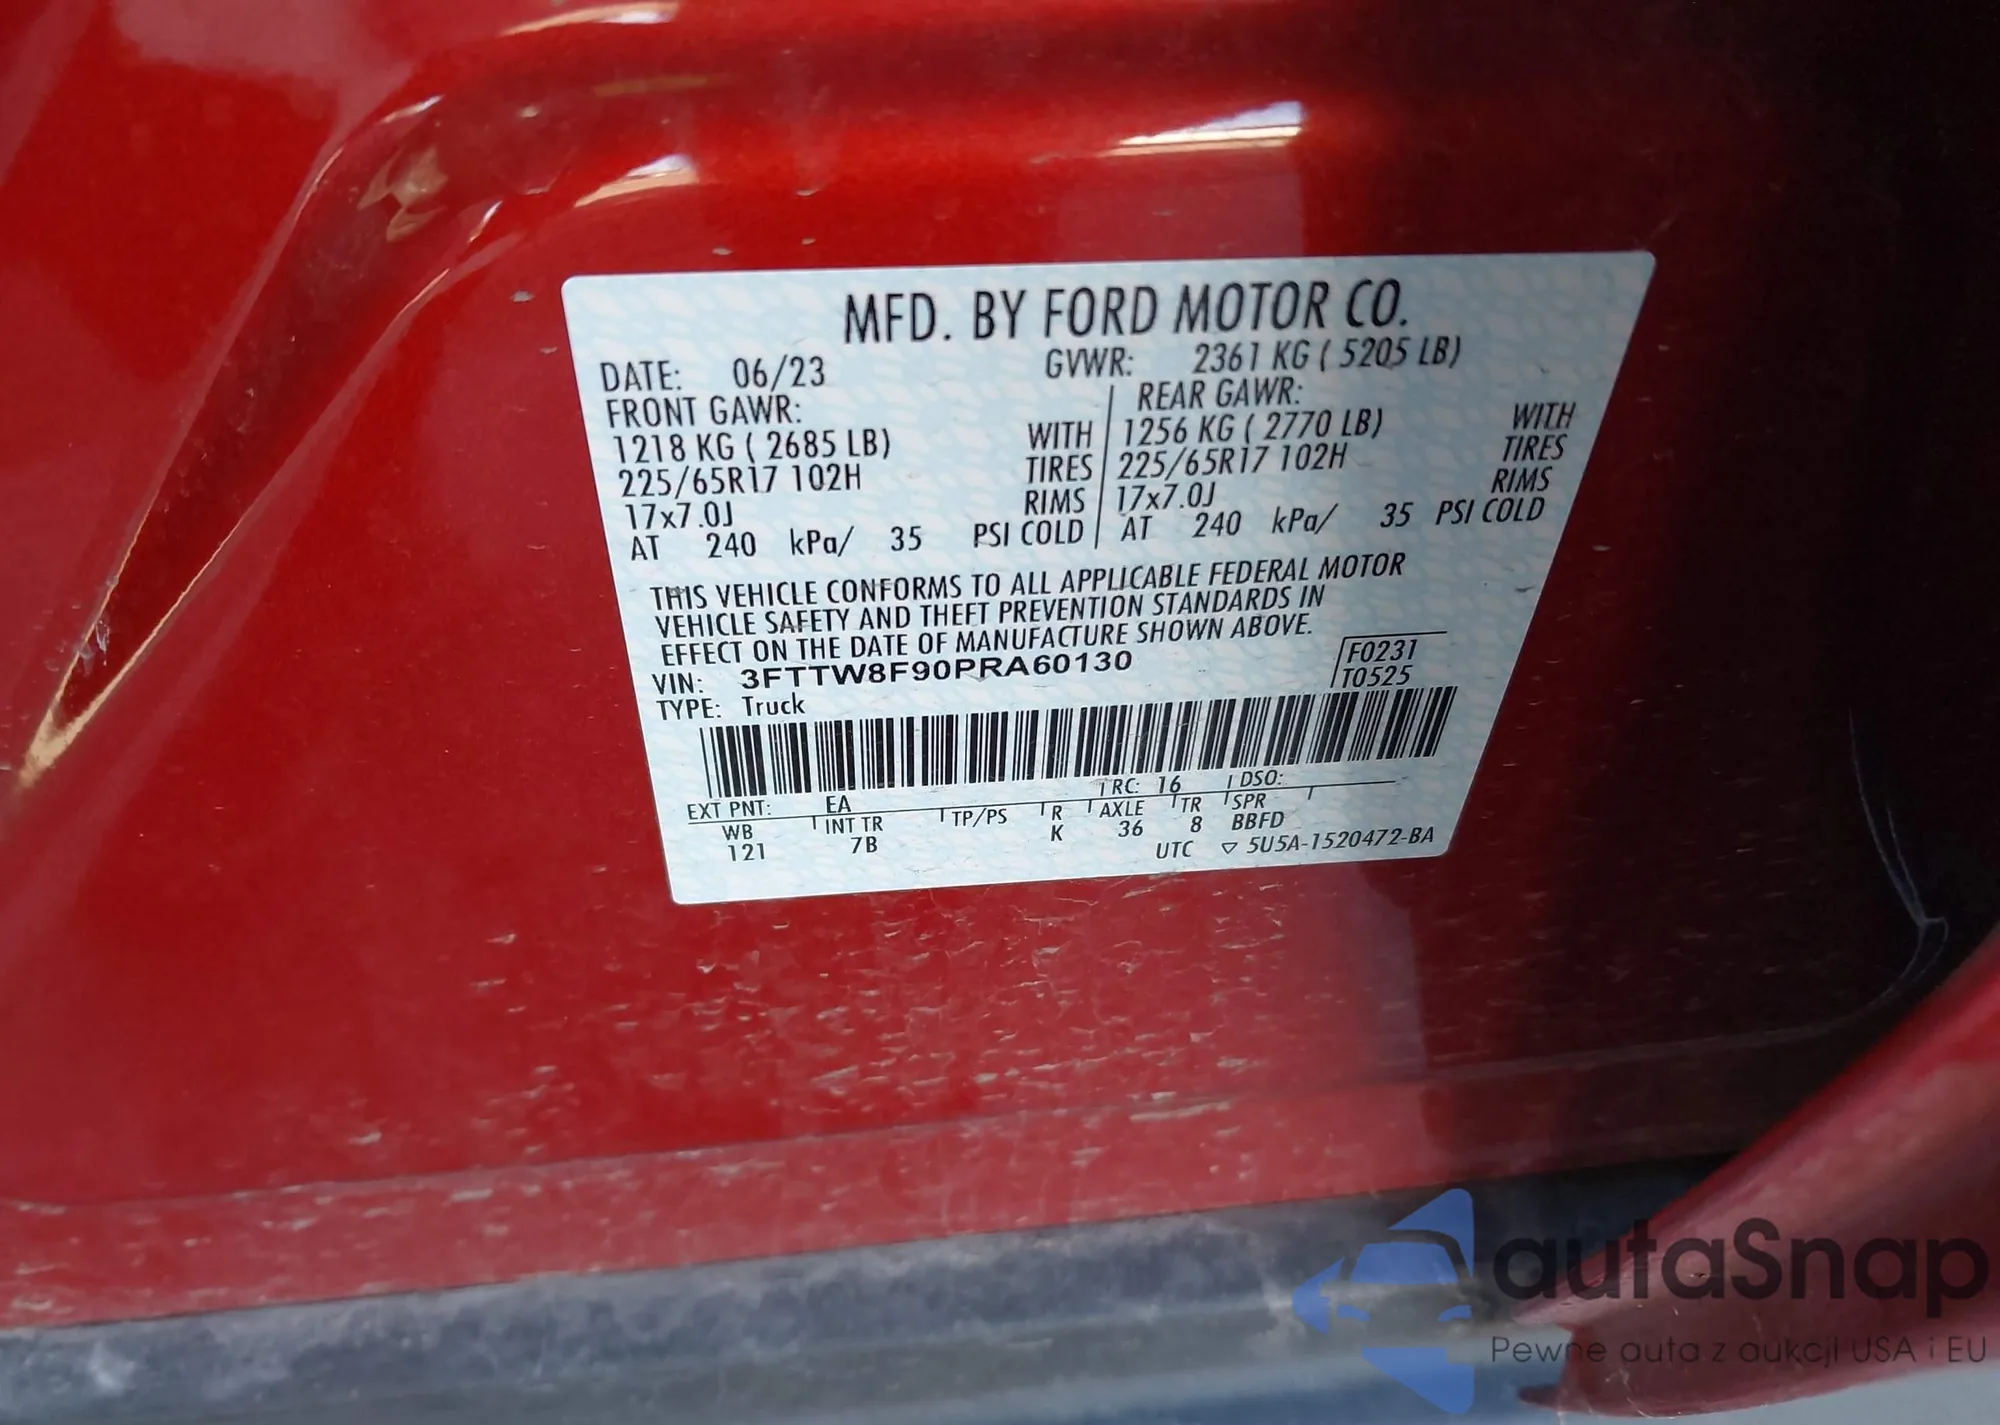 MFD. BY FORD MOTOR CO.
DATE: 06/23 GVWR: 2361 KG ( 5205 LB)
FRONT GAWR: REAR GAWR:
1218 KG ( 2685 LB) WITH 1256 KG ( 2770 LB) WITH
225/65R17 102H TIRES 225/65R17 102H TIRES
17x7.0J RIMS 17x7.0J RIMS
AT 240 kPa/ 35 PSI COLD AT 240 kPa/ 35 PSI COLD
THIS VEHICLE CONFORMS TO ALL APPLICABLE FEDERAL MOTOR
VEHICLE SAFETY AND THEFT PREVENTION STANDARDS IN
EFFECT ON THE DATE OF MANUFACTURE SHOWN ABOVE.
VIN: 3FTTW8F90PRA60130 F0231
TYPE: Truck T0525
EXT PNT: EA RC: 16 DSO:
WB INT TR TP/PS R AXLE TR SPR
121 7B K 36 8 BBFD
UTC ▽ 5U5A-1520472-BA
autaSnap
Pewne auta z aukcji USA i EU